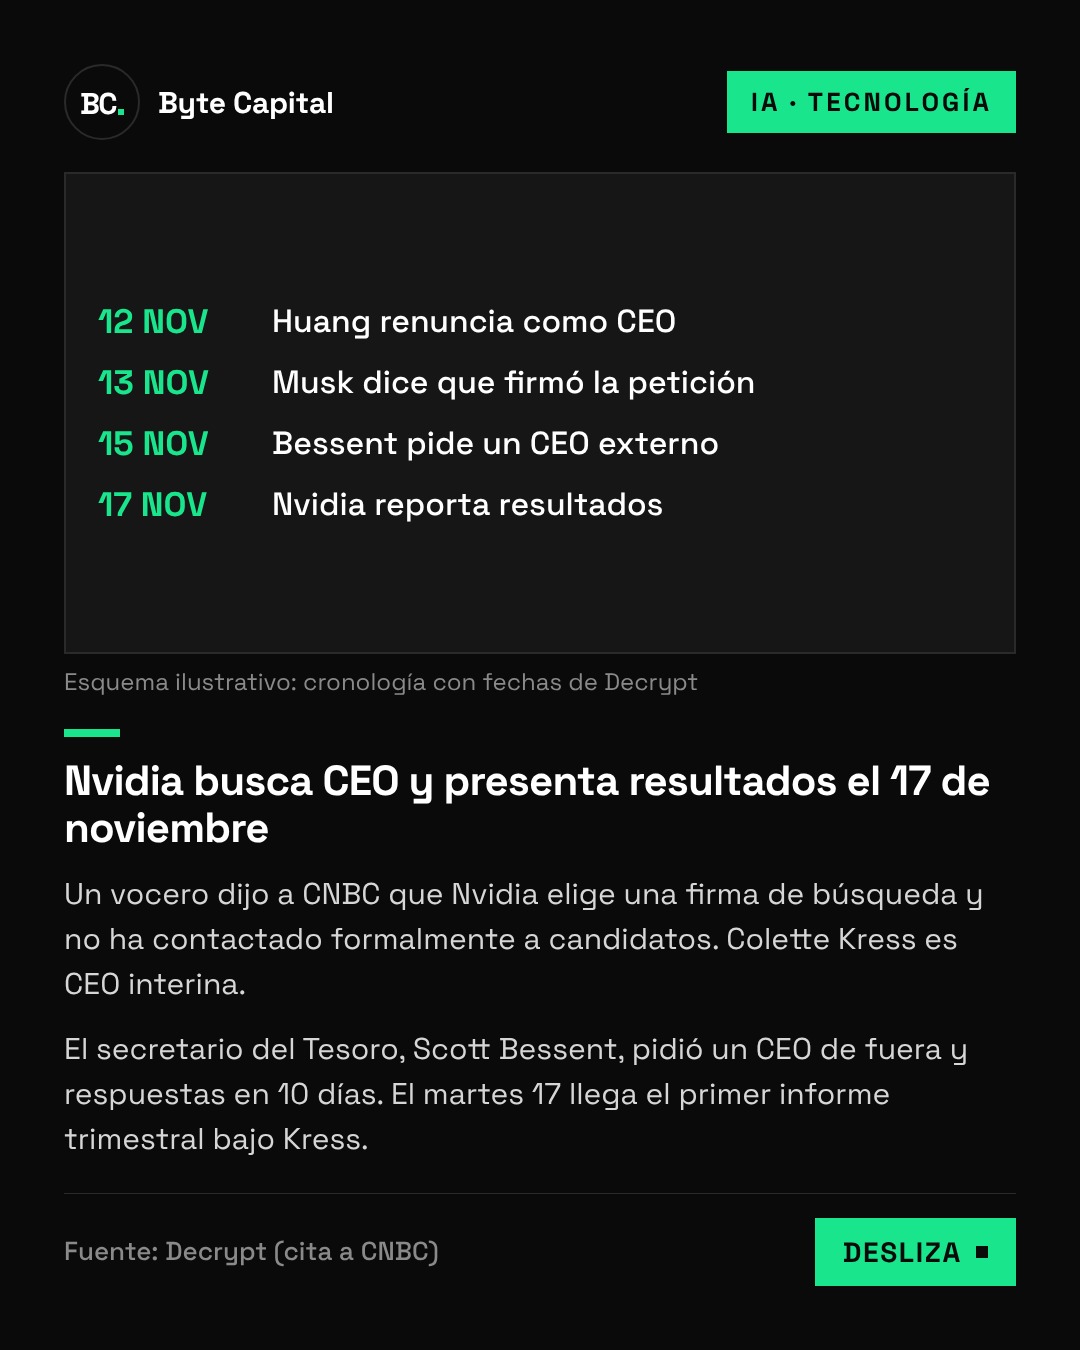 BC.
Byte Capital
IA · TECNOLOGÍA
12 NOV Huang renuncia como CEO
13 NOV Musk dice que firmó la petición
15 NOV Bessent pide un CEO externo
17 NOV Nvidia reporta resultados
Esquema ilustrativo: cronología con fechas de Decrypt
Nvidia busca CEO y presenta resultados el 17 de
noviembre
Un vocero dijo a CNBC que Nvidia elige una firma de búsqueda y
no ha contactado formalmente a candidatos. Colette Kress es
CEO interina.
El secretario del Tesoro, Scott Bessent, pidió un CEO de fuera y
respuestas en 10 días. El martes 17 llega el primer informe
trimestral bajo Kress.
Fuente: Decrypt (cita a CNBC)
DESLIZA